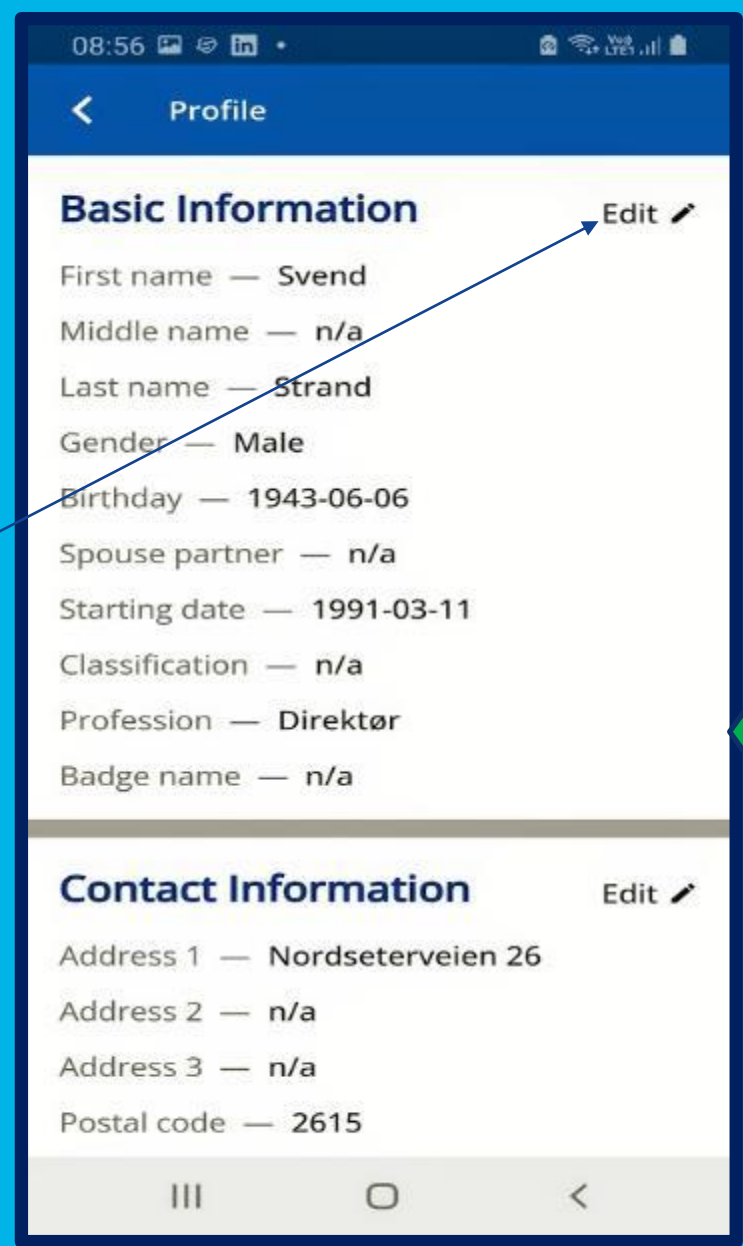 08:56
Profile
Basic Information Edit
First name — Svend
Middle name — n/a
Last name — Strand
Gender — Male
Birthday — 1943-06-06
Spouse partner — n/a
Starting date — 1991-03-11
Classification — n/a
Profession — Direktør
Badge name — n/a
Contact Information Edit
Address 1 — Nordseterveien 26
Address 2 — n/a
Address 3 — n/a
Postal code — 2615